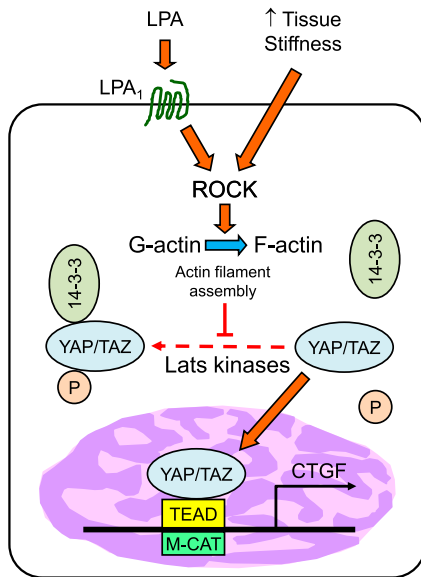 LPA
↑ Tissue
Stiffness
LPA1
ROCK
G-actin
F-actin
Actin filament
assembly
14-3-3
14-3-3
YAP/TAZ
YAP/TAZ
Lats kinases
P
P
YAP/TAZ
CTGF
TEAD
M-CAT